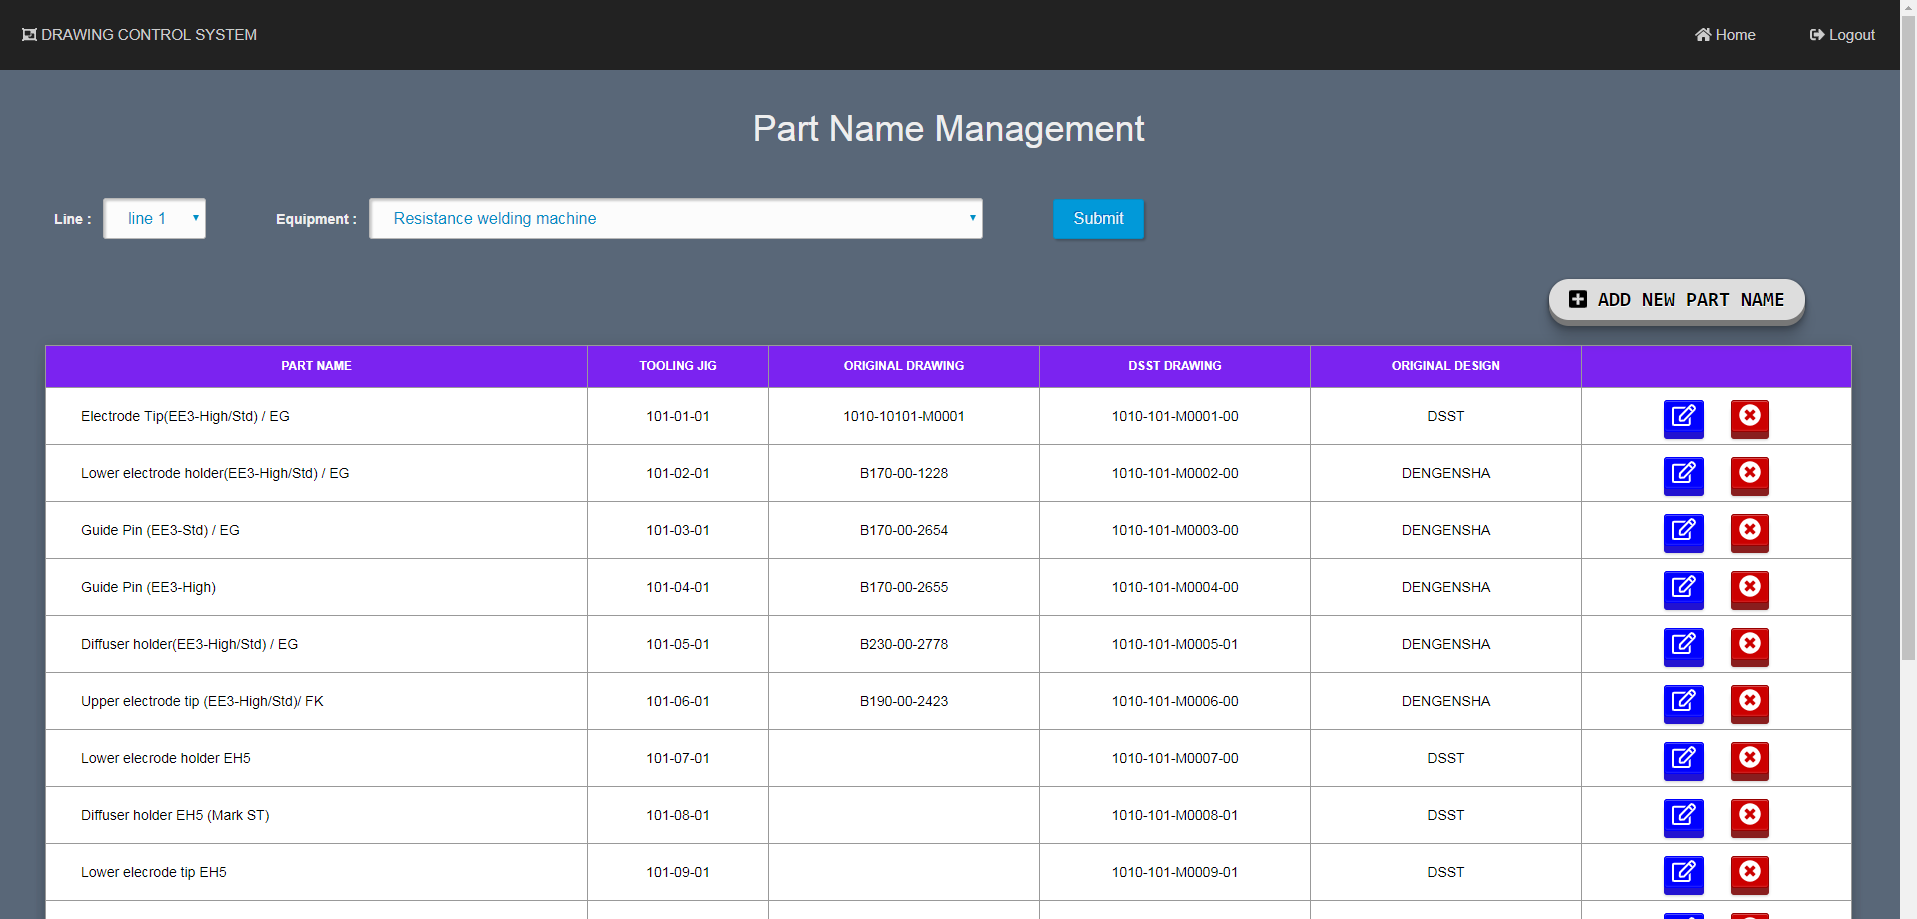 DRAWING CONTROL SYSTEM
Home
Logout
Part Name Management
Line : line 1
Equipment : Resistance welding machine
Submit
ADD NEW PART NAME
PART NAME TOOLING JIG ORIGINAL DRAWING DSST DRAWING ORIGINAL DESIGN
Electrode Tip(EE3-High/Std) / EG 101-01-01 1010-10101-M0001 1010-101-M0001-00 DSST
Lower electrode holder(EE3-High/Std) / EG 101-02-01 B170-00-1228 1010-101-M0002-00 DENGENSHA
Guide Pin (EE3-Std) / EG 101-03-01 B170-00-2654 1010-101-M0003-00 DENGENSHA
Guide Pin (EE3-High) 101-04-01 B170-00-2655 1010-101-M0004-00 DENGENSHA
Diffuser holder(EE3-High/Std) / EG 101-05-01 B230-00-2778 1010-101-M0005-01 DENGENSHA
Upper electrode tip (EE3-High/Std)/ FK 101-06-01 B190-00-2423 1010-101-M0006-00 DENGENSHA
Lower elecrode holder EH5 101-07-01 1010-101-M0007-00 DSST
Diffuser holder EH5 (Mark ST) 101-08-01 1010-101-M0008-01 DSST
Lower elecrode tip EH5 101-09-01 1010-101-M0009-01 DSST